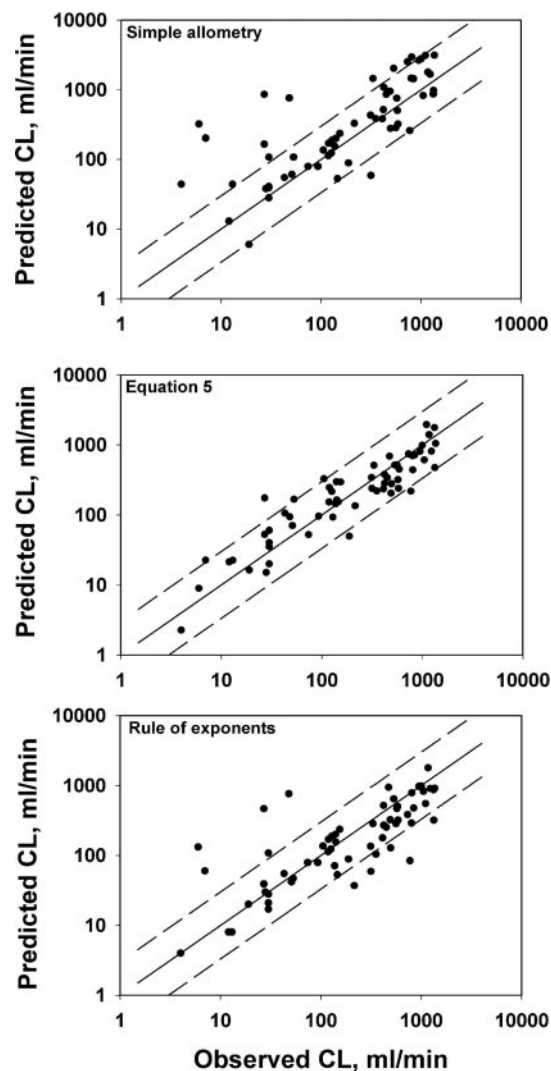 Simple allometry
Predicted CL, ml/min
10000
1000
100
10
1
1 10 100 1000 10000
Equation 5
Predicted CL, ml/min
10000
1000
100
10
1
1 10 100 1000 10000
Rule of exponents
Predicted CL, ml/min
10000
1000
100
10
1
1 10 100 1000 10000
Observed CL, ml/min